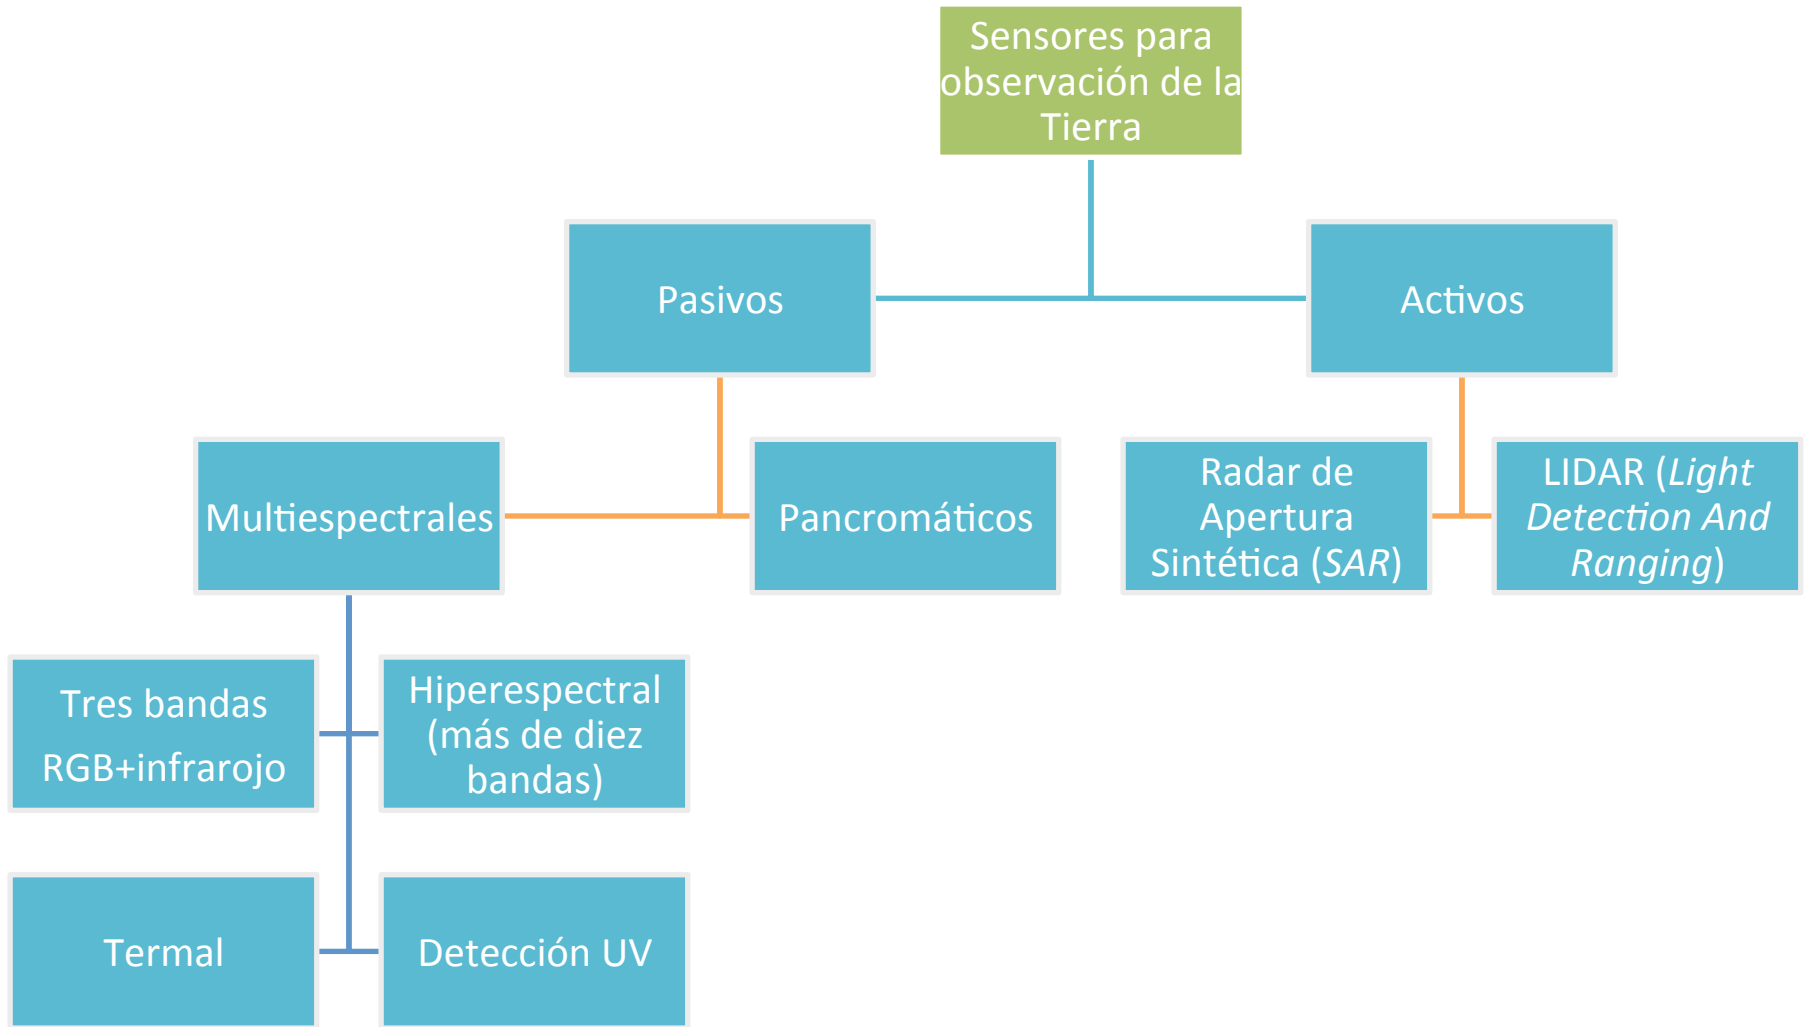 Sensores para
observación de la
Tierra
Pasivos
Activos
Multiespectrales
Pancromáticos
Radar de
Apertura
Sintética (SAR)
LIDAR (Light
Detection And
Ranging)
Tres bandas
RGB+infrarojo
Hiperespectral
(más de diez
bandas)
Termal
Detección UV